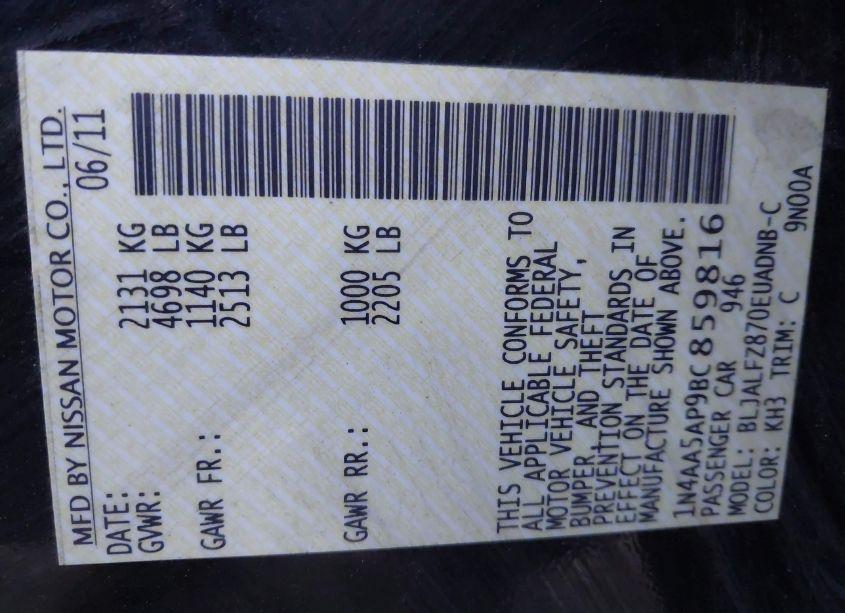 MFD BY NISSAN MOTOR CO., LTD.
DATE: 06/11
GVWR: 2131 KG
4698 LB
GAWR FR.: 1140 KG
2513 LB
GAWR RR.: 1000 KG
2205 LB
THIS VEHICLE CONFORMS TO
ALL APPLICABLE FEDERAL
MOTOR VEHICLE SAFETY,
BUMPER, AND THEFT
PREVENTION STANDARDS IN
EFFECT ON THE DATE OF
MANUFACTURE SHOWN ABOVE.
1N4AA5AP9BC859816
PASSENGER CAR 946
MODEL: BLJALFZ870EUADNB-C
COLOR: KH3 TRIM: C 9N00A